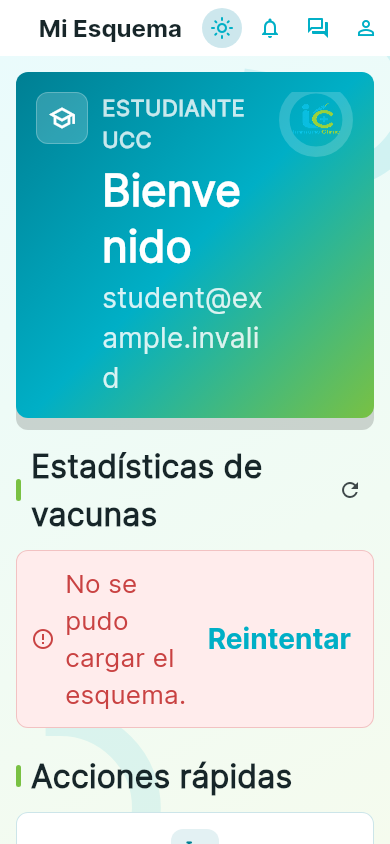 Mi Esquema
ESTUDIANTE
UCC
Bienve
nido
student@ex
ample.invali
d
Estadísticas de
vacunas
No se
pudo
cargar el
esquema.
Reintentar
Acciones rápidas